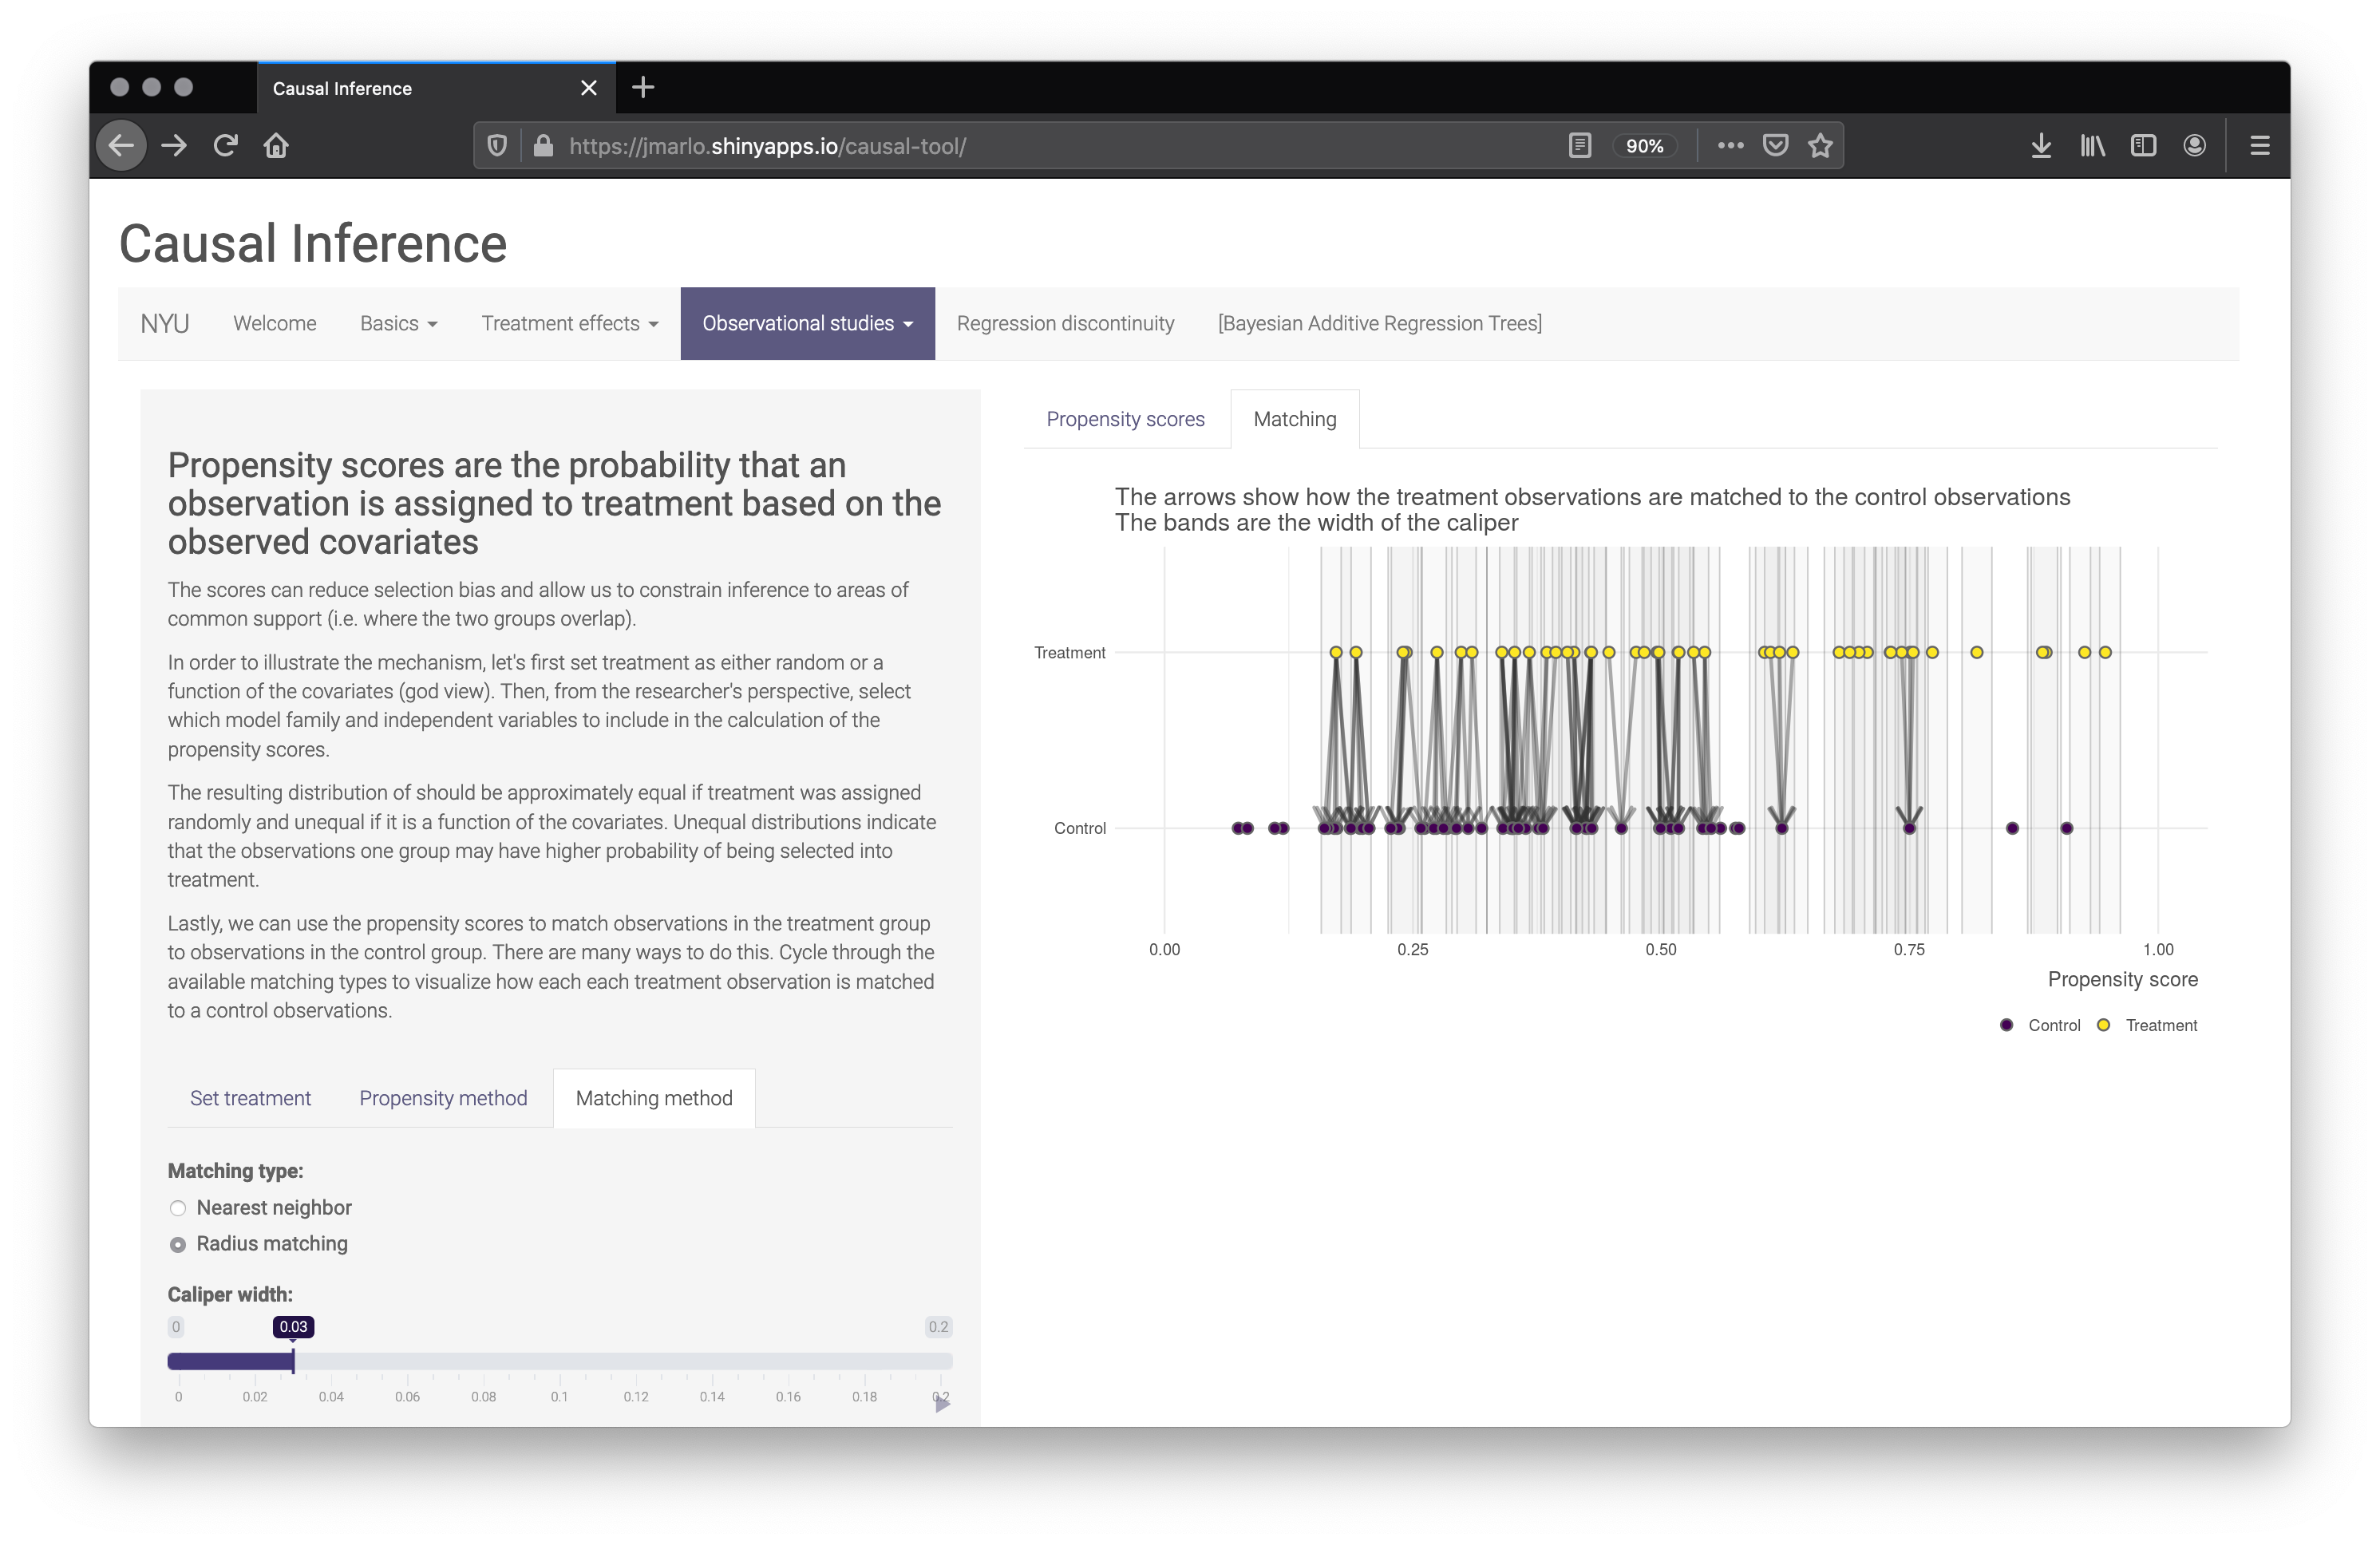 Causal Inference
https://jmarlo.shinyapps.io/causal-tool/
90%
Causal Inference
NYU Welcome Basics Treatment effects Observational studies Regression discontinuity [Bayesian Additive Regression Trees]
Propensity scores are the probability that an
observation is assigned to treatment based on the
observed covariates
The scores can reduce selection bias and allow us to constrain inference to areas of
common support (i.e. where the two groups overlap).
In order to illustrate the mechanism, let's first set treatment as either random or a
function of the covariates (god view). Then, from the researcher's perspective, select
which model family and independent variables to include in the calculation of the
propensity scores.
The resulting distribution of should be approximately equal if treatment was assigned
randomly and unequal if it is a function of the covariates. Unequal distributions indicate
that the observations one group may have higher probability of being selected into
treatment.
Lastly, we can use the propensity scores to match observations in the treatment group
to observations in the control group. There are many ways to do this. Cycle through the
available matching types to visualize how each each treatment observation is matched
to a control observations.
Set treatment Propensity method Matching method
Matching type:
Nearest neighbor
Radius matching
Caliper width:
0 0.03 0.2
0 0.02 0.04 0.06 0.08 0.1 0.12 0.14 0.16 0.18 0.2
Propensity scores Matching
The arrows show how the treatment observations are matched to the control observations
The bands are the width of the caliper
Treatment
Control
0.00 0.25 0.50 0.75 1.00
Propensity score
Control Treatment